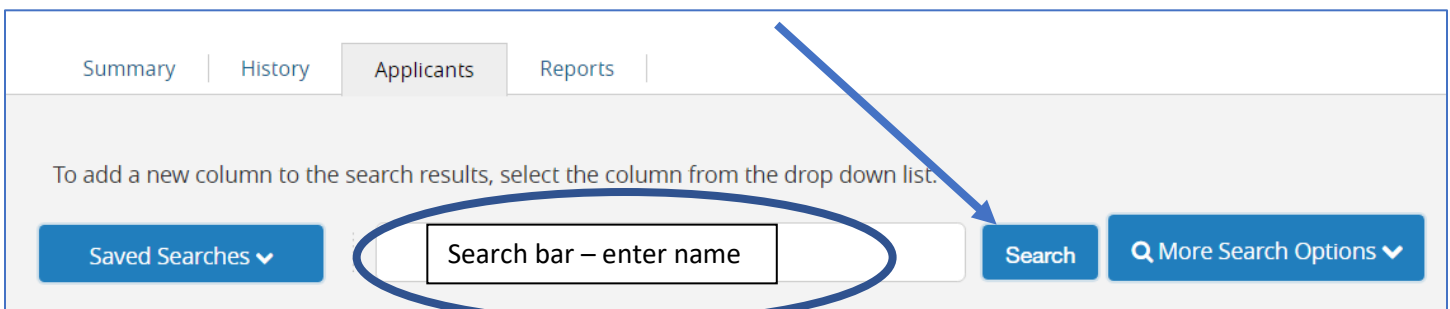 Summary History Applicants Reports
To add a new column to the search results, select the column from the drop down list.
Saved Searches Search bar – enter name Search More Search Options